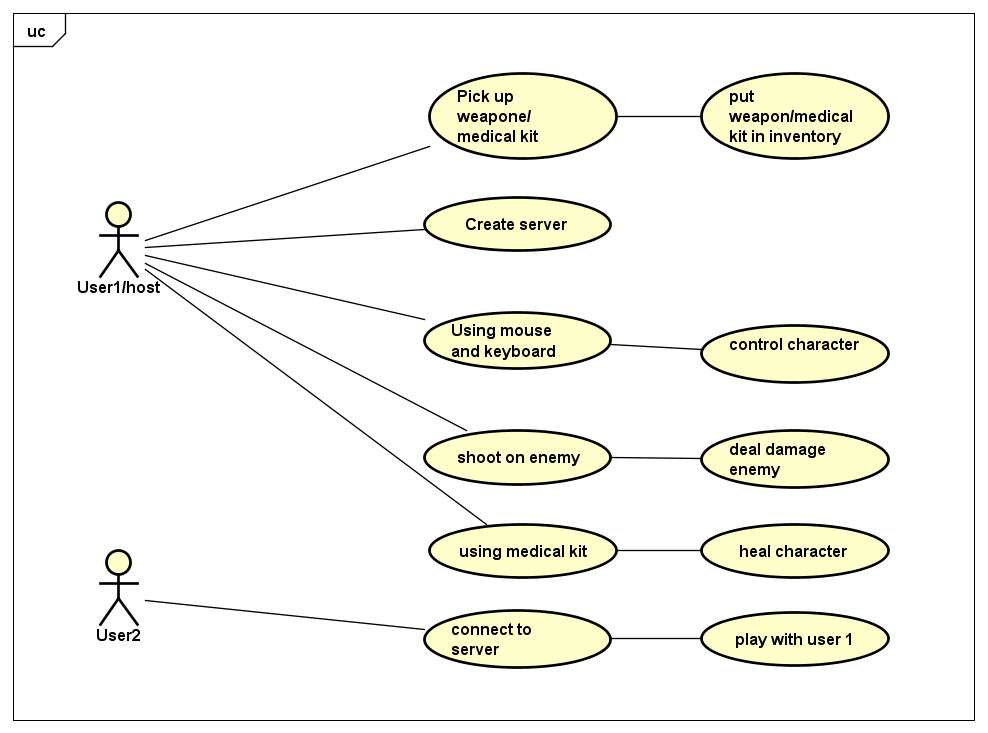 uc
Pick up
weapone/
medical kit
put
weapon/medical
kit in inventory
Create server
User1/host
Using mouse
and keyboard
control character
shoot on enemy
deal damage
enemy
using medical kit
heal character
User2
connect to
server
play with user 1